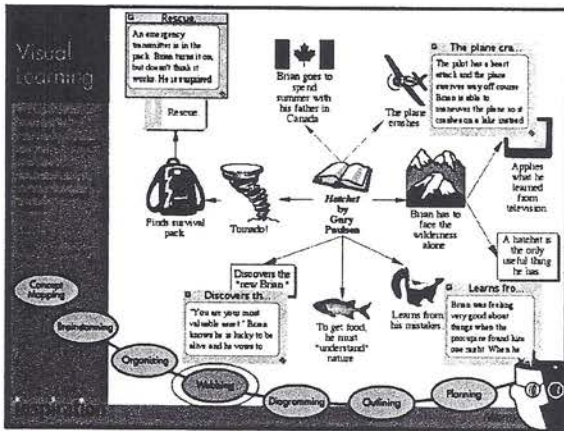 Visual
Learning
Rescue
An emergency
transmitter is in the
pack. Brian turns it on,
but doesn't think it
works. He is surprised
Rescue
Brian goes to
spend
summer with
his father in
Canada
The plane
crashes
The plane cra...
The pilot has a heart
attack and the plane
swerves way off course
Brian is able to
maneuver the plane so it
crashes on a lake instead
Applies
what he
learned
from
television
Finds survival
pack
Tornado!
Hatchet
by
Gary
Paulsen
Brian has to
face the
wilderness
alone
A hatchet is
the only
useful thing
he has
Discovers the
"new Brian"
Discovers th...
"You are your most
valuable asset." Brian
knows he is lucky to be
alive and he vows to
To get food,
he must
"understand"
nature
Learns from
his mistakes
Learns fro...
Brian was feeling
very good about
things when the
porcupine found him
one night. When he
Concept
Mapping
Brainstorming
Organizing
Webbing
Diagramming
Outlining
Planning
Inspiration